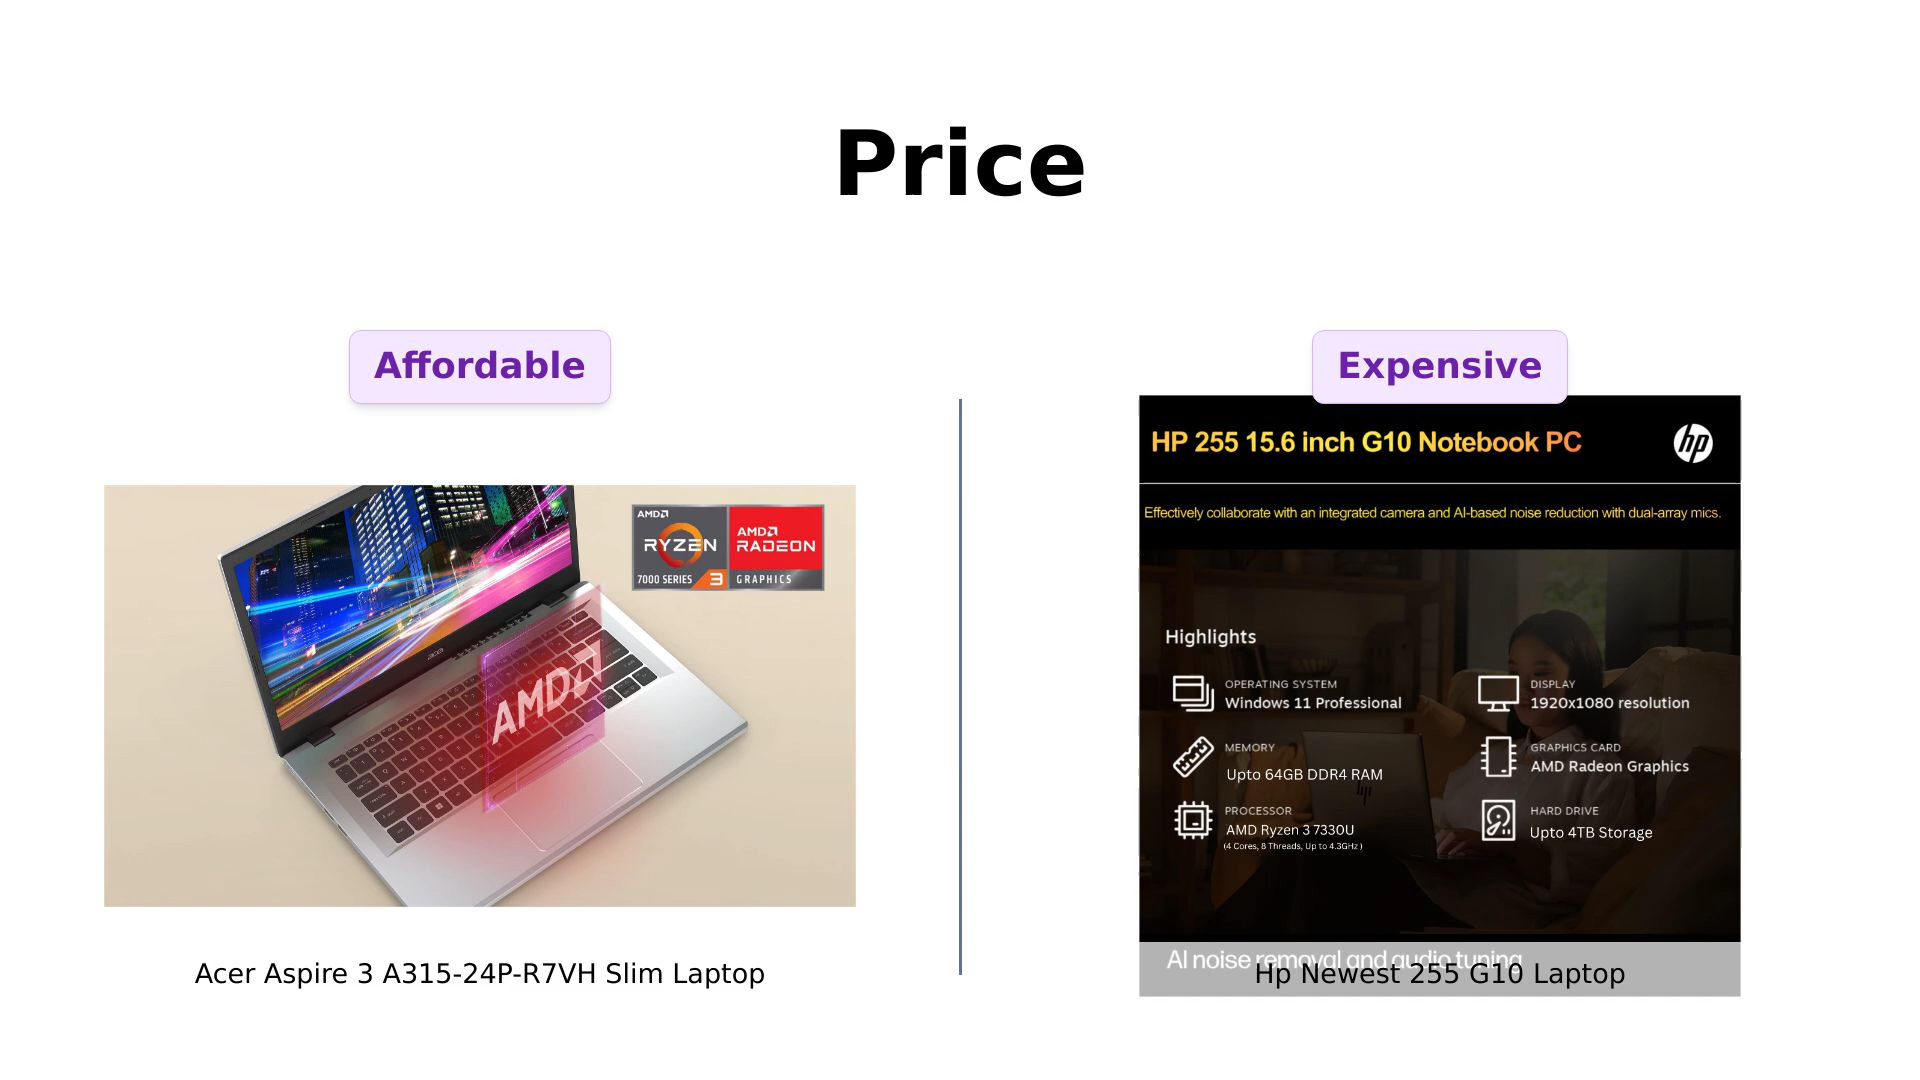 Price
Affordable
Expensive
AMD
RYZEN
7000 SERIES 3
AMD
RADEON
GRAPHICS
acer
AMD
Acer Aspire 3 A315-24P-R7VH Slim Laptop
HP 255 15.6 inch G10 Notebook PC
hp
Effectively collaborate with an integrated camera and AI-based noise reduction with dual-array mics.
Highlights
OPERATING SYSTEM
Windows 11 Professional
DISPLAY
1920x1080 resolution
MEMORY
Upto 64GB DDR4 RAM
GRAPHICS CARD
AMD Radeon Graphics
PROCESSOR
AMD Ryzen 3 7330U
(4 Cores, 8 Threads, Up to 4.3GHz )
HARD DRIVE
Upto 4TB Storage
AI noise removal and audio tuning
Hp Newest 255 G10 Laptop